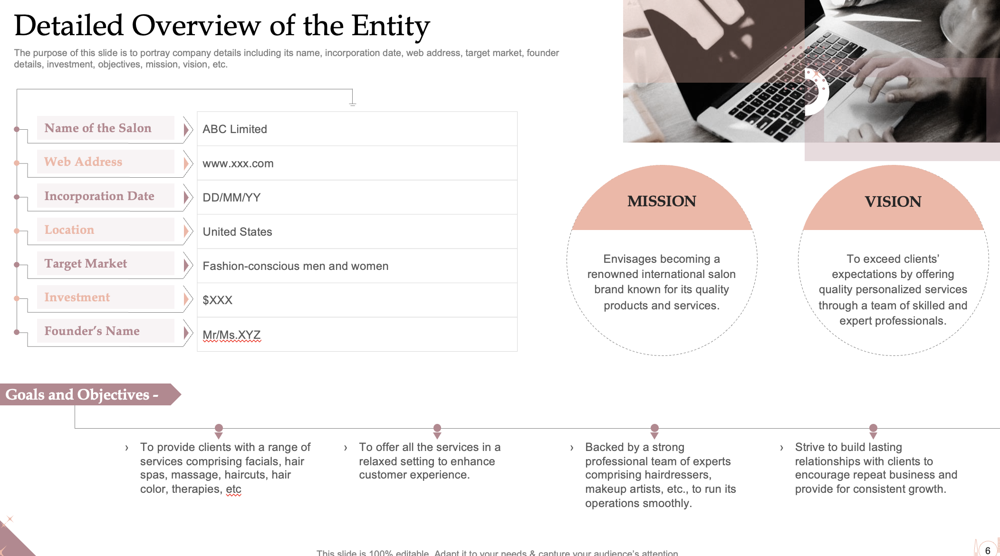 Detailed Overview of the Entity
The purpose of this slide is to portray company details including its name, incorporation date, web address, target market, founder
details, investment, objectives, mission, vision, etc.
Name of the Salon
ABC Limited
Web Address
www.xxx.com
Incorporation Date
DD/MM/YY
Location
United States
Target Market
Fashion-conscious men and women
Investment
$XXX
Founder’s Name
Mr/Ms.XYZ
MISSION
Envisages becoming a
renowned international salon
brand known for its quality
products and services.
VISION
To exceed clients’
expectations by offering
quality personalized services
through a team of skilled and
expert professionals.
Goals and Objectives -
› To provide clients with a range of
services comprising facials, hair
spas, massage, haircuts, hair
color, therapies, etc
› To offer all the services in a
relaxed setting to enhance
customer experience.
› Backed by a strong
professional team of experts
comprising hairdressers,
makeup artists, etc., to run its
operations smoothly.
› Strive to build lasting
relationships with clients to
encourage repeat business and
provide for consistent growth.
This slide is 100% editable. Adapt it to your needs & capture your audience’s attention.
6